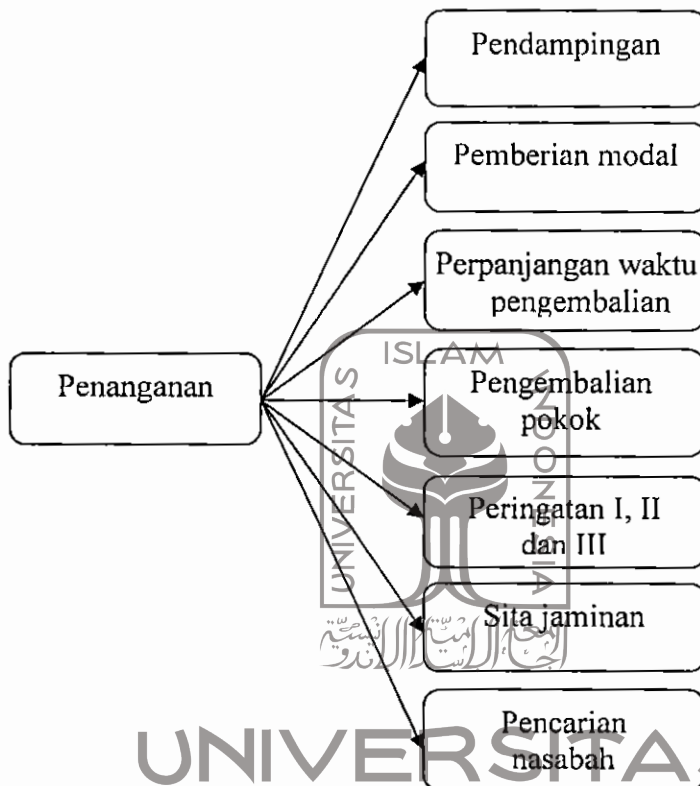 Pendampingan
Pemberian modal
Perpanjangan waktu
pengembalian
Penanganan
Pengembalian
pokok
Peringatan I, II
dan III
Sita jaminan
Pencarian
nasabah
UNIVERSITAS
ISLAM
INDONESIA
UNIVERSITA